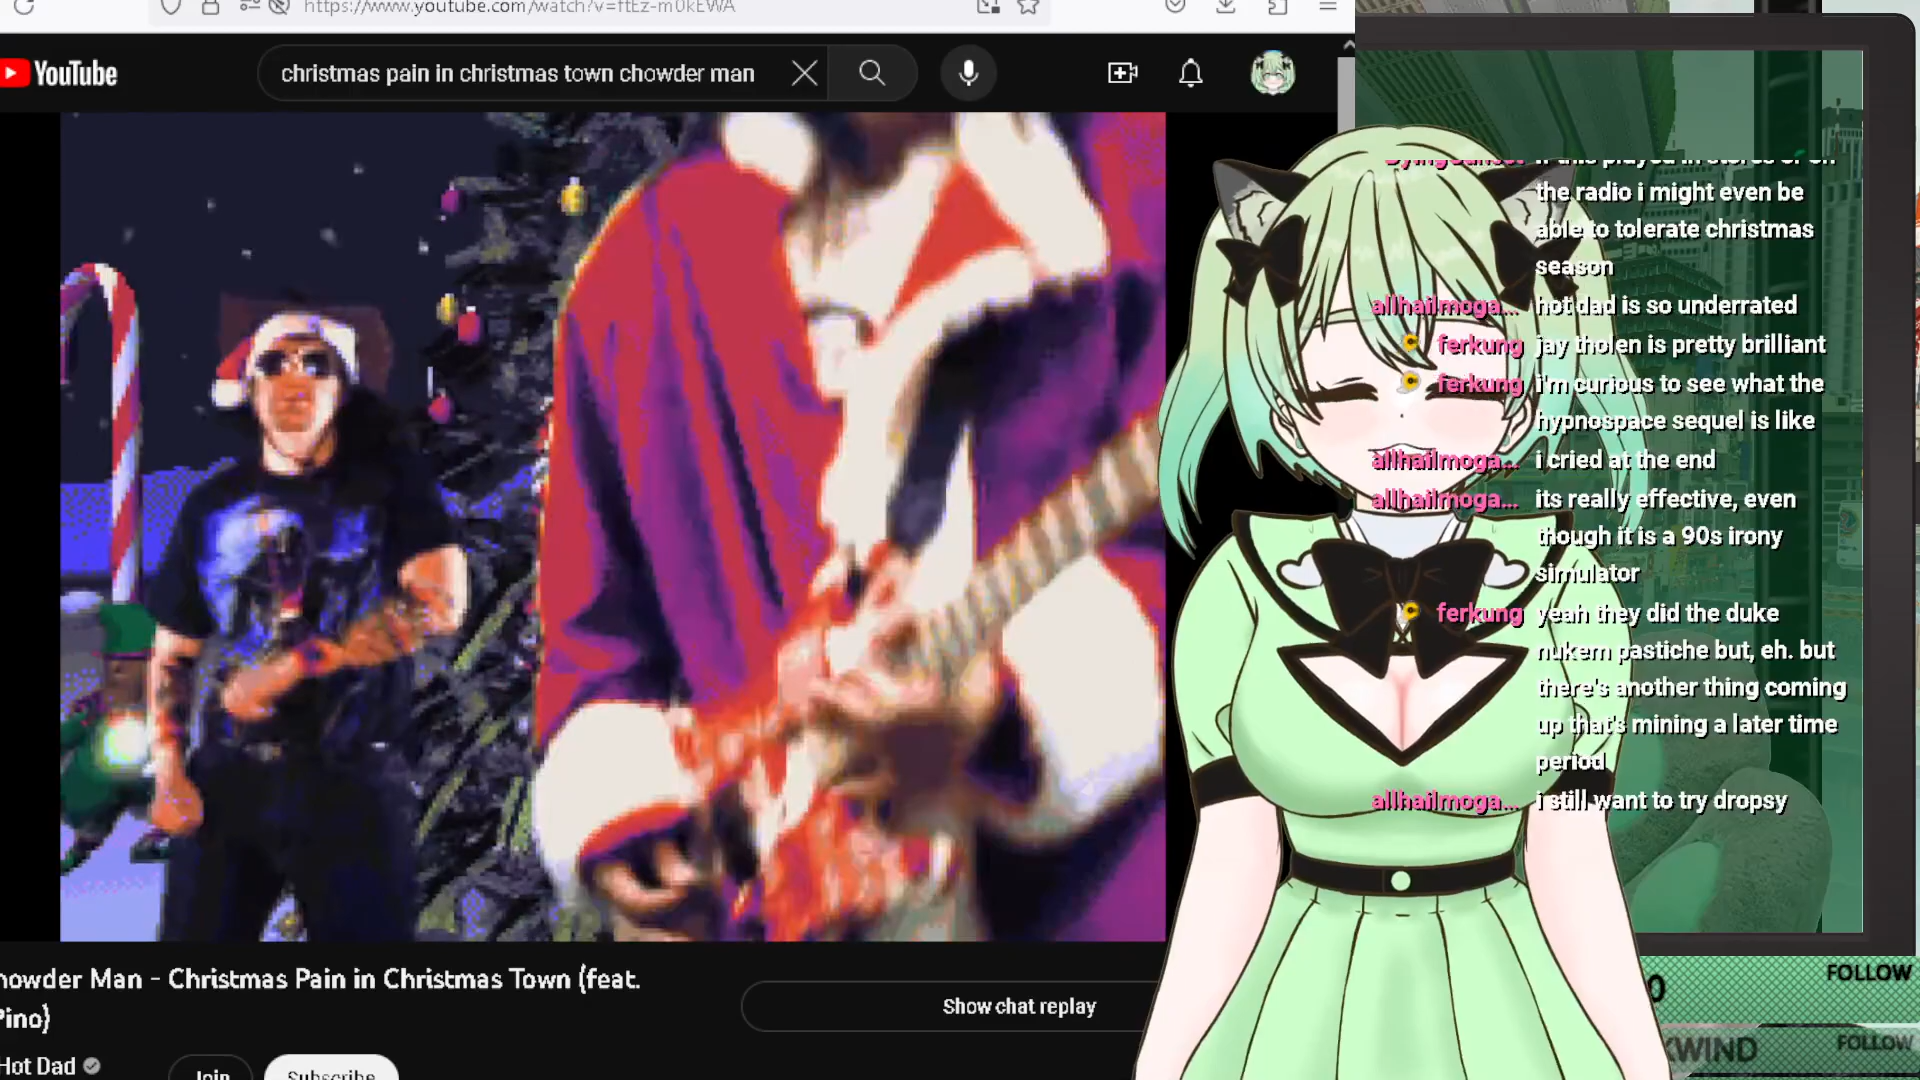 https://www.youtube.com/watch?v=ftEz-m0kEWA
YouTube
christmas pain in christmas town chowder man
the radio i might even be
able to tolerate christmas
season
allhailmoga... hot dad is so underrated
ferkung jay tholen is pretty brilliant
ferkung i'm curious to see what the
hypnospace sequel is like
allhailmoga... i cried at the end
allhailmoga... its really effective, even
though it is a 90s irony
simulator
ferkung yeah they did the duke
nukem pastiche but, eh. but
there's another thing coming
up that's mining a later time
period
allhailmoga... i still want to try dropsy
howder Man - Christmas Pain in Christmas Town (feat.
Pino)
Show chat replay
Hot Dad
Join
Subscribe
FOLLOW
KWIND
FOLLOW